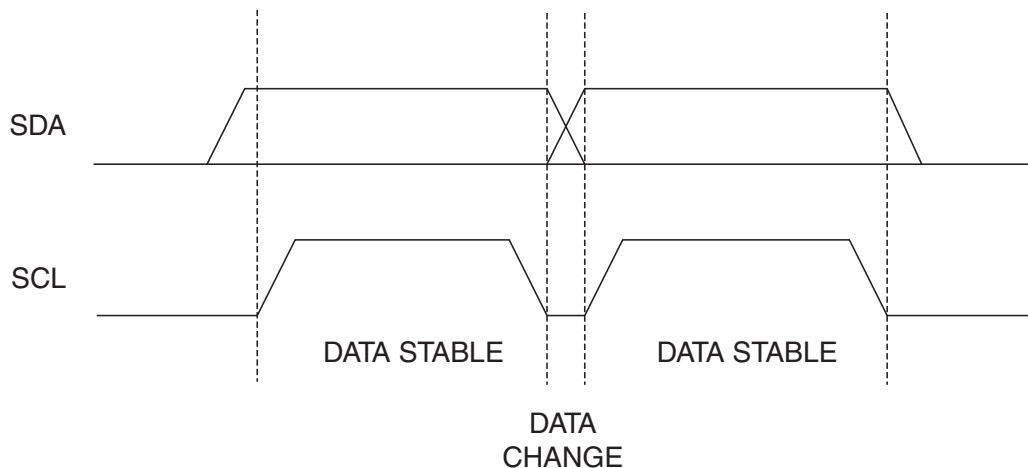 SDA
SCL
DATA STABLE
DATA STABLE
DATA
CHANGE